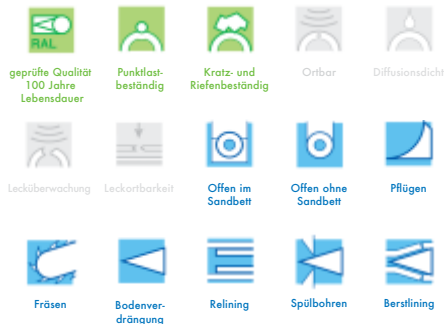 RAL
geprüfte Qualität
100 Jahre
Lebensdauer
Punktlast-
beständig
Kratz- und
Riefenbeständig
Ortbar
Diffusionsdicht
Lecküberwachung
Leckortbarkeit
Offen im
Sandbett
Offen ohne
Sandbett
Pflügen
Fräsen
Bodenver-
drängung
Relining
Spülbohren
Berstlining